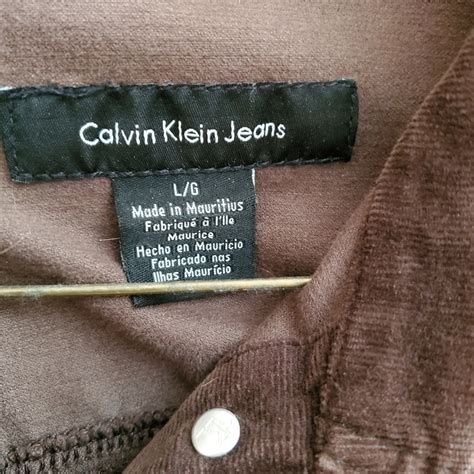 Calvin Klein Jeans
L/G
Made in Mauritius
Fabriqué à l'Ile
Maurice
Hecho en Mauricio
Fabricado nas
Ilhas Maurício